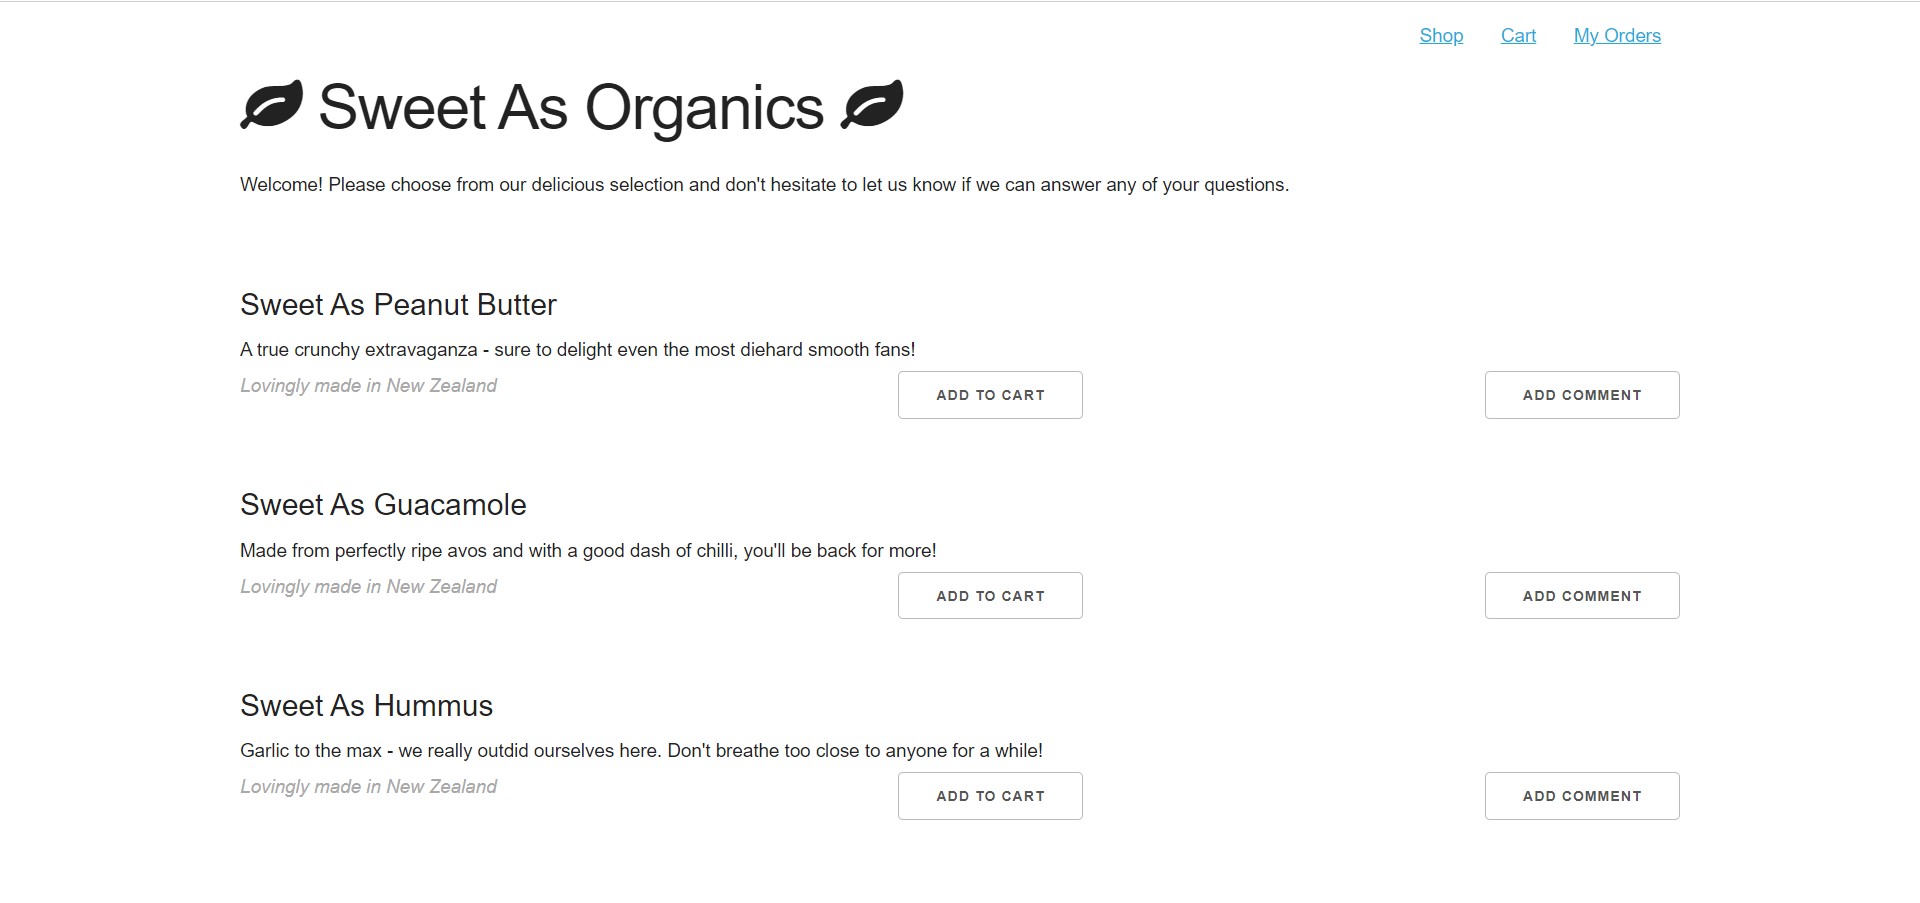 Shop Cart My Orders
Sweet As Organics
Welcome! Please choose from our delicious selection and don't hesitate to let us know if we can answer any of your questions.
Sweet As Peanut Butter
A true crunchy extravaganza - sure to delight even the most diehard smooth fans!
Lovingly made in New Zealand
ADD TO CART
ADD COMMENT
Sweet As Guacamole
Made from perfectly ripe avos and with a good dash of chilli, you'll be back for more!
Lovingly made in New Zealand
ADD TO CART
ADD COMMENT
Sweet As Hummus
Garlic to the max - we really outdid ourselves here. Don't breathe too close to anyone for a while!
Lovingly made in New Zealand
ADD TO CART
ADD COMMENT